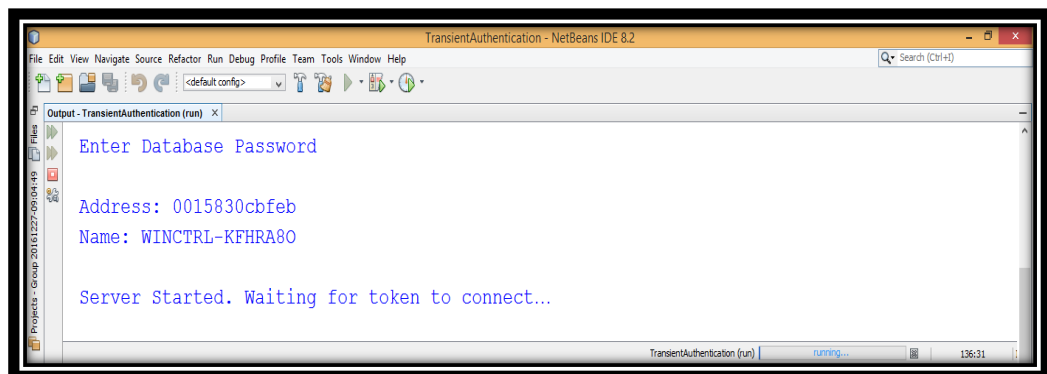 TransientAuthentication - NetBeans IDE 8.2
File Edit View Navigate Source Refactor Run Debug Profile Team Tools Window Help
Search (Ctrl+I)
<default config>
Output - TransientAuthentication (run) X
Files
Projects - Group 20161227-09:04:49
Enter Database Password
Address: 0015830cbfeb
Name: WINCTRL-KFHRA8O
Server Started. Waiting for token to connect...
TransientAuthentication (run) running... 136:31